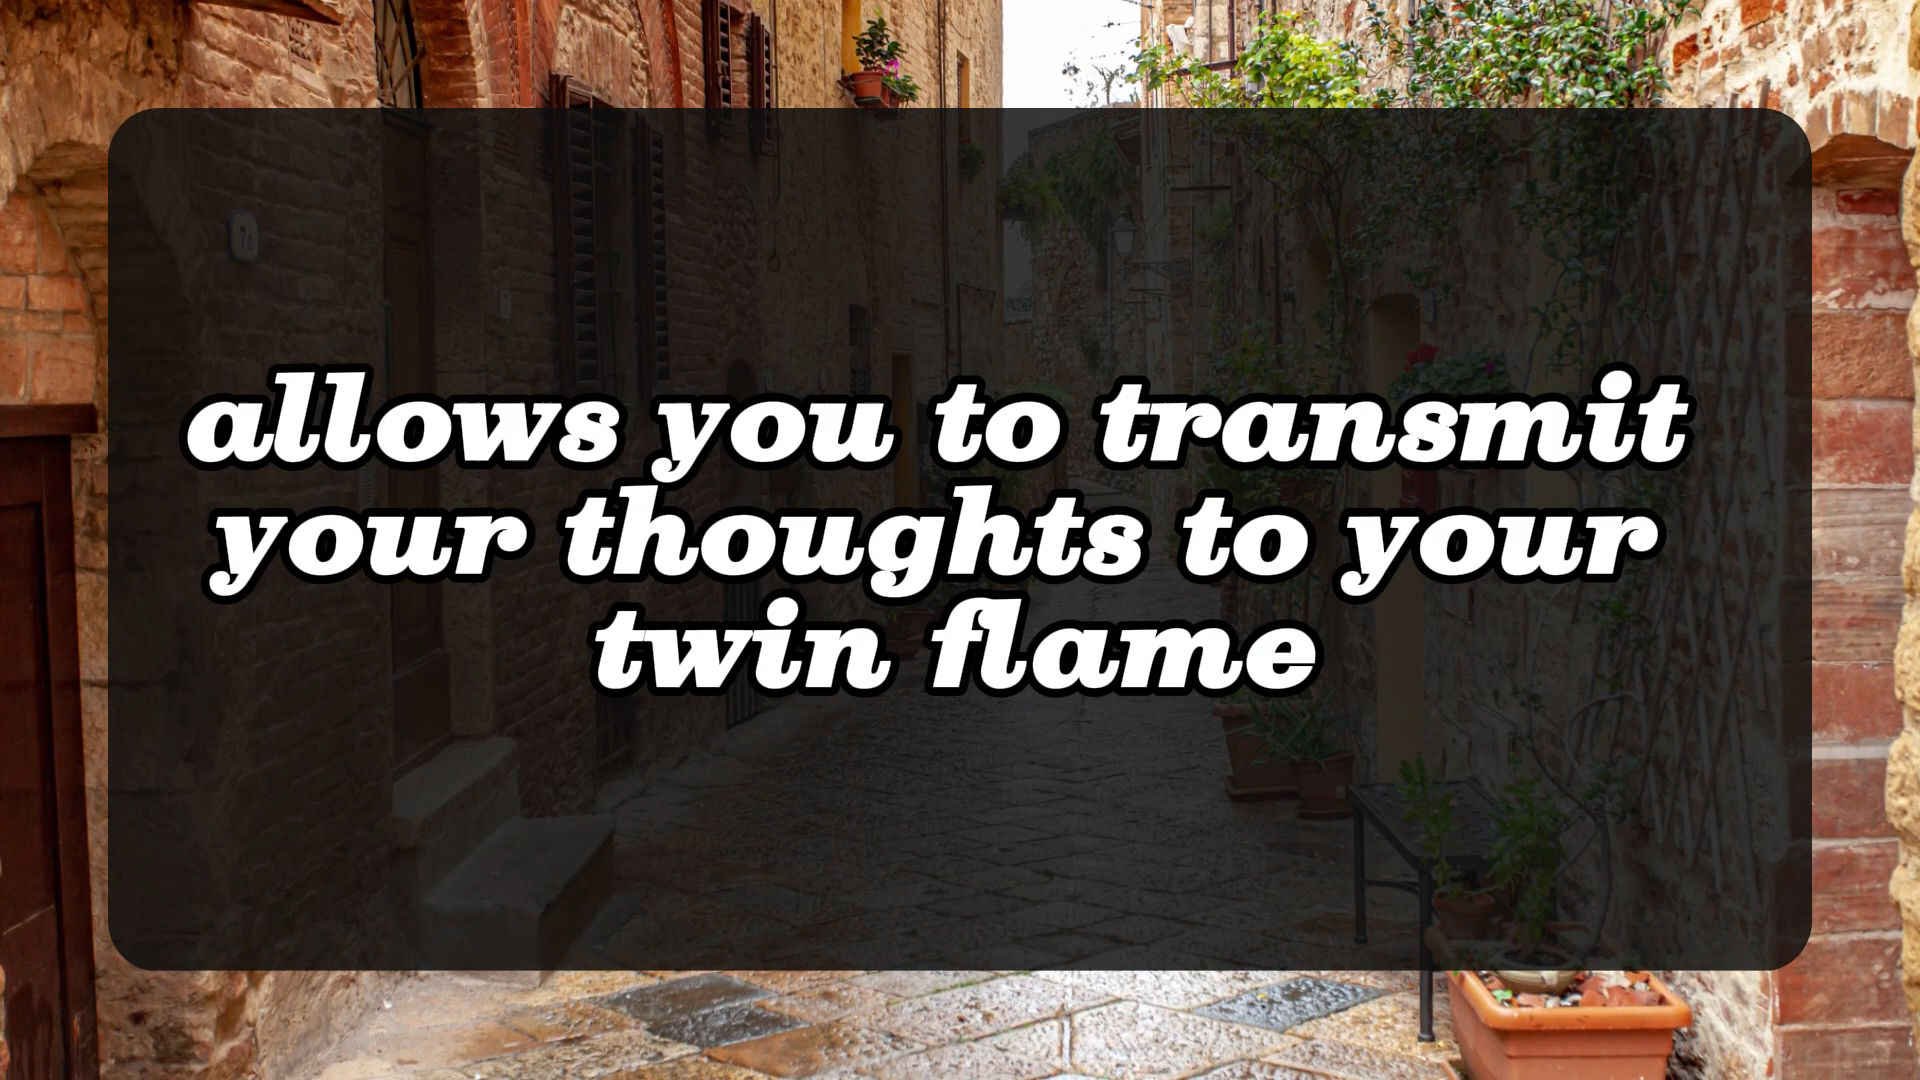 allows you to transmit
your thoughts to your
twin flame